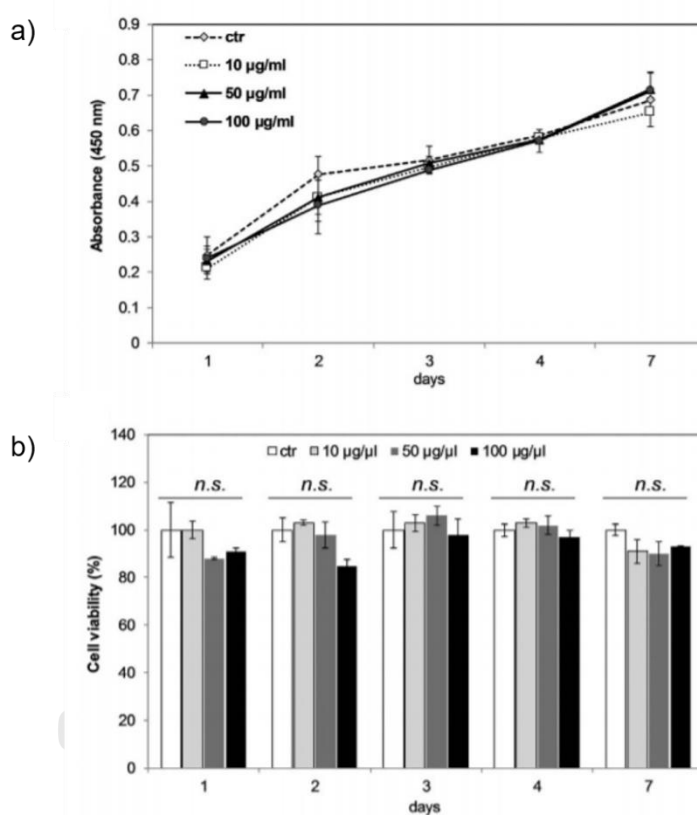 a)
Absorbance (450 nm)
0.9
0.8
0.7
0.6
0.5
0.4
0.3
0.2
0.1
0
ctr
10 µg/ml
50 µg/ml
100 µg/ml
1 2 3 4 7
days
b)
Cell viability (%)
140
120
100
80
60
40
20
0
ctr 10 µg/µl 50 µg/µl 100 µg/µl
n.s. n.s. n.s. n.s. n.s.
1 2 3 4 7
days